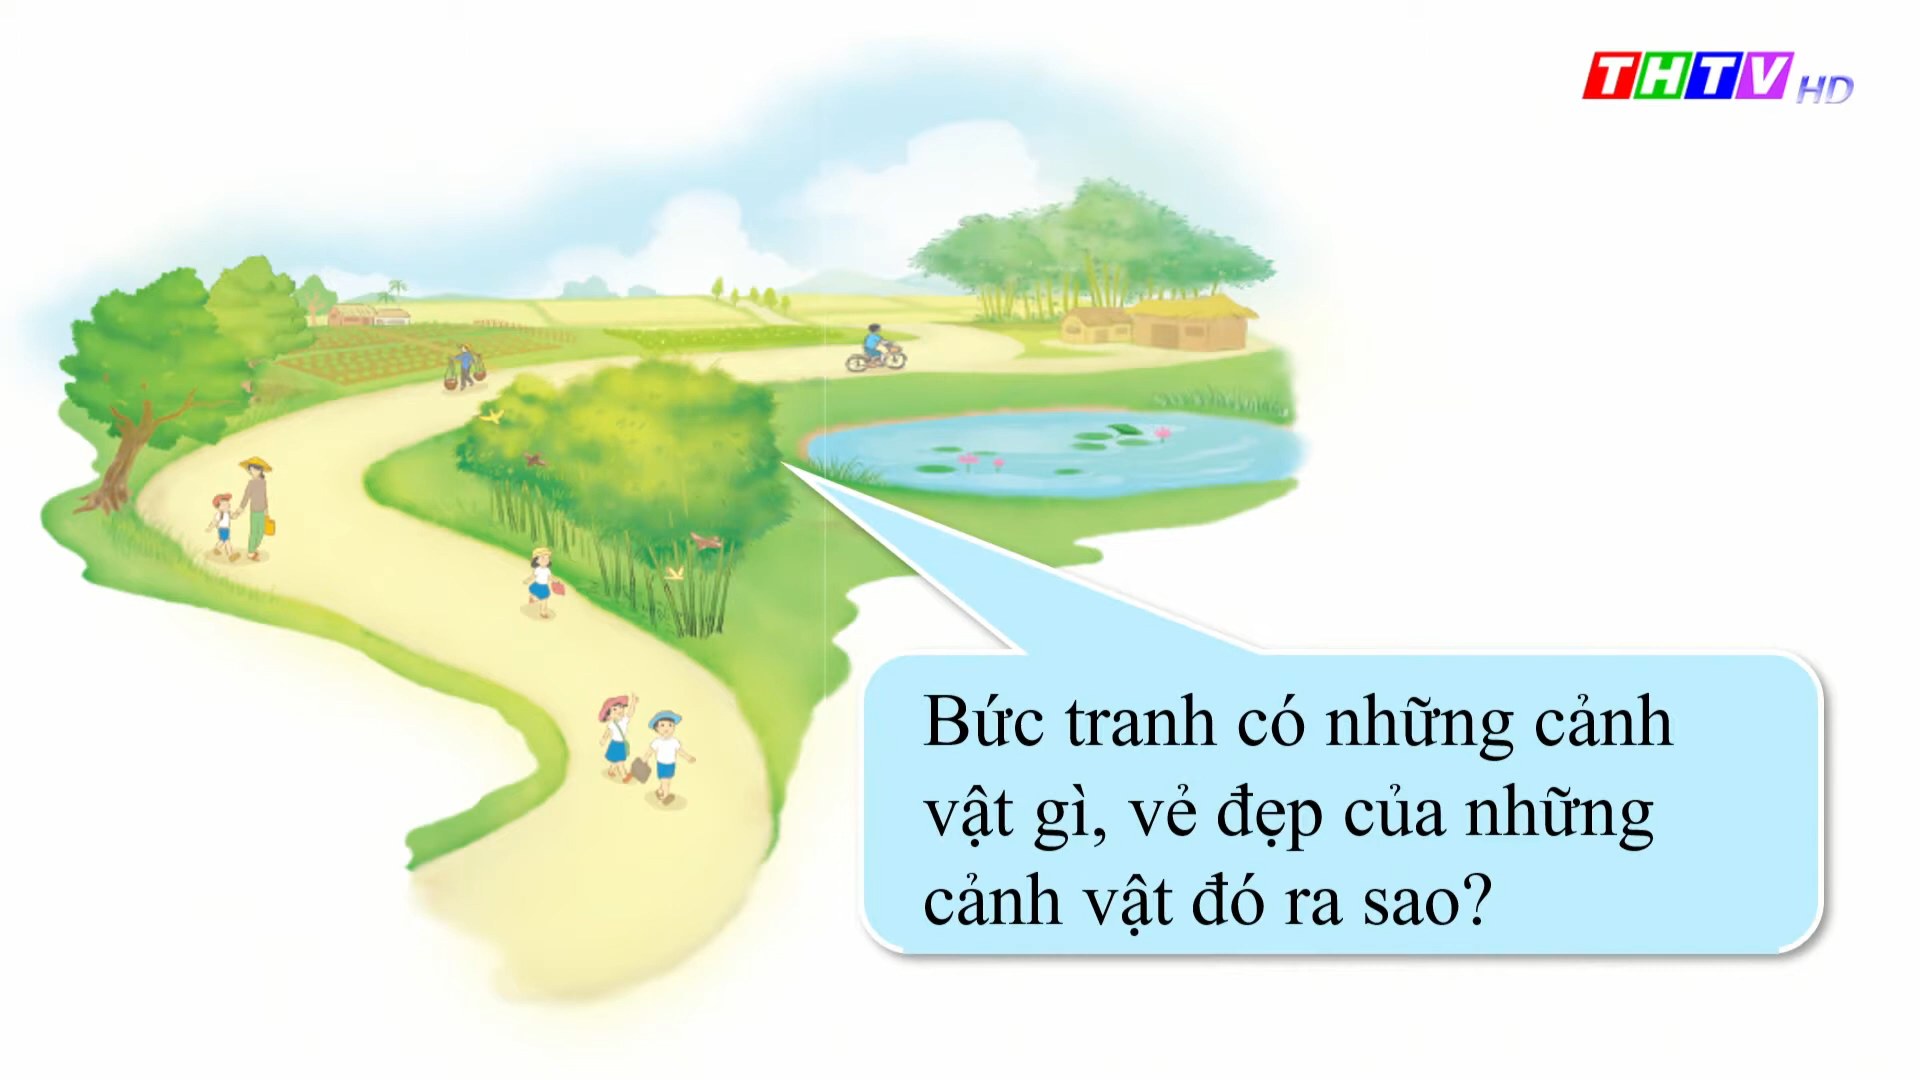 THTV HD
Bức tranh có những cảnh
vật gì, vẻ đẹp của những
cảnh vật đó ra sao?